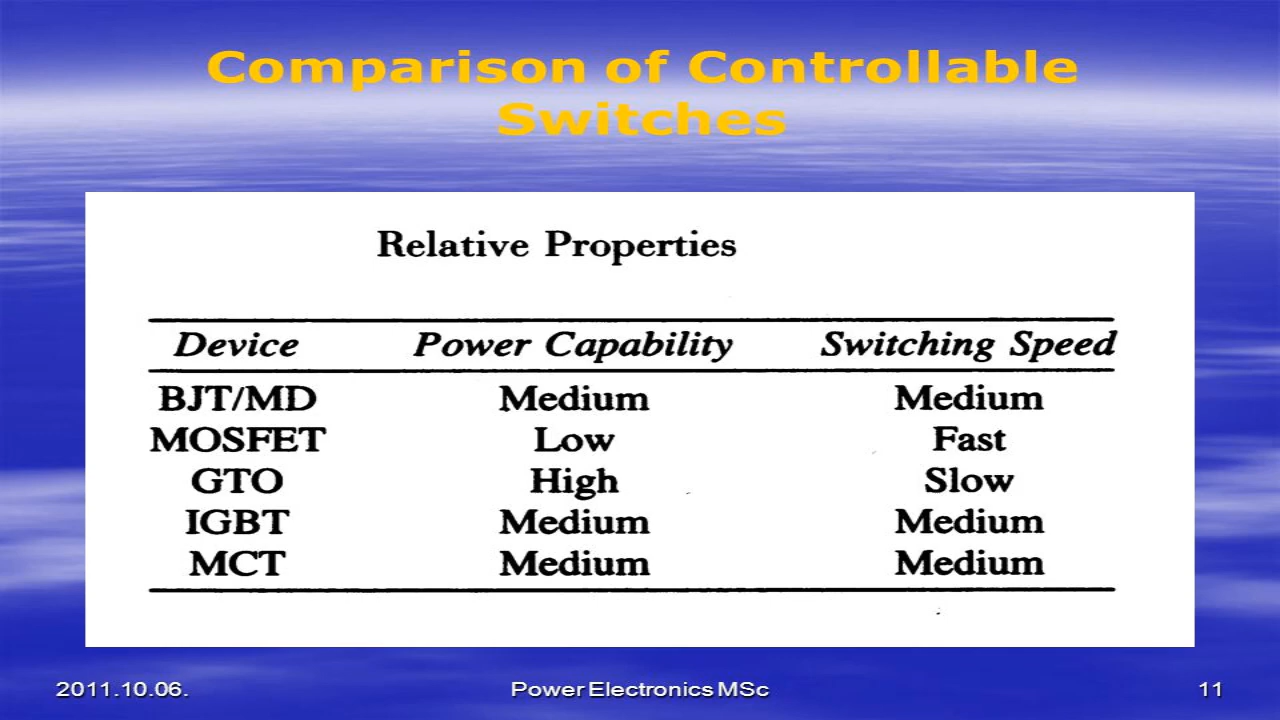 Comparison of Controllable
Switches
Relative Properties
Device Power Capability Switching Speed
BJT/MD Medium Medium
MOSFET Low Fast
GTO High Slow
IGBT Medium Medium
MCT Medium Medium
2011.10.06. Power Electronics MSc 11